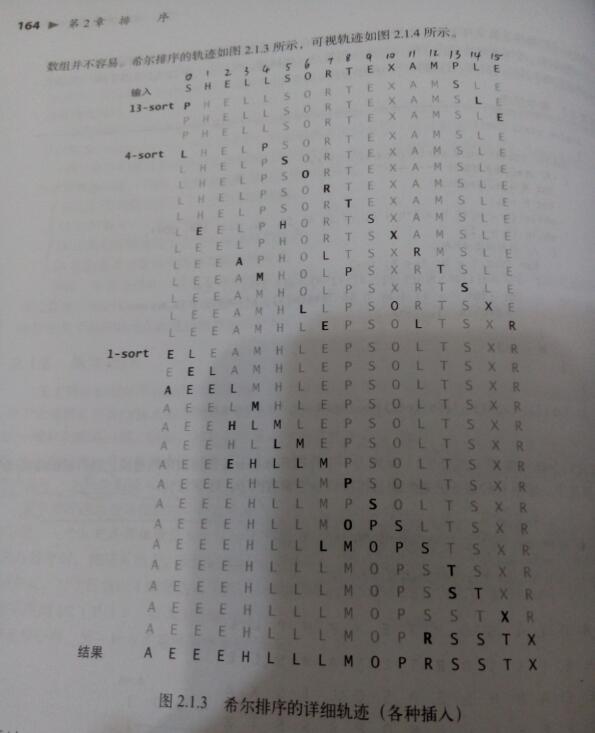 164 ▶ 第2章 排 序
数组并不容易。希尔排序的轨迹如图 2.1.3 所示，可视轨迹如图 2.1.4 所示。
0 1 2 3 4 5 6 7 8 9 10 11 12 13 14 15
输入 S H E L L S O R T E X A M P L E
13-sort P H E L L S O R T E X A M S L E
P H E L L S O R T E X A M S L E
P H E L L S O R T E X A M S L E
4-sort L H E L P S O R T E X A M S L E
L H E L P S O R T E X A M S L E
L H E L P S O R T E X A M S L E
L H E L P S O R T E X A M S L E
L H E L P S O R T E X A M S L E
L E E L P H O R T S X A M S L E
L E E L P H O R T S X A M S L E
L E E A P H O L T S X R M S L E
L E E A M H O L P S X R T S L E
L E E A M H O L P S X R T S L E
L E E A M H L L P S O R T S X E
L E E A M H L E P S O L T S X R
1-sort E L E A M H L E P S O L T S X R
E E L A M H L E P S O L T S X R
A E E L M H L E P S O L T S X R
A E E L M H L E P S O L T S X R
A E E H L M L E P S O L T S X R
A E E H L L M E P S O L T S X R
A E E E H L L M P S O L T S X R
A E E E H L L M P S O L T S X R
A E E E H L L M P S O L T S X R
A E E E H L L M O P S L T S X R
A E E E H L L L M O P S T S X R
A E E E H L L L M O P S T S X R
A E E E H L L L M O P S S T X R
A E E E H L L L M O P S S T X R
A E E E H L L L M O P R S S T X
结果 A E E E H L L L M O P R S S T X
图 2.1.3 希尔排序的详细轨迹（各种插入）